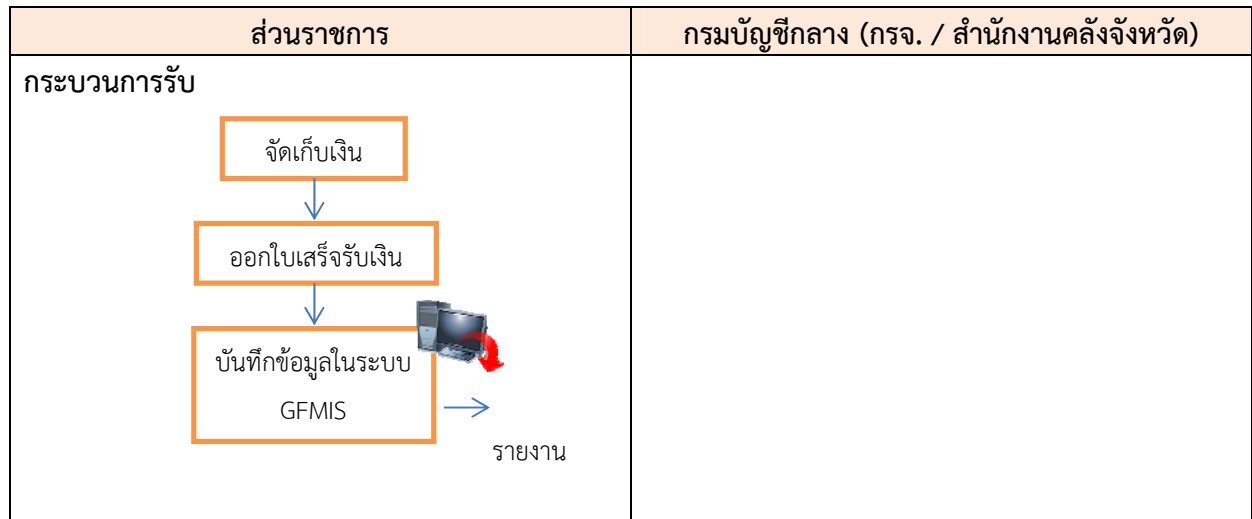 ส่วนราชการ
กรมบัญชีกลาง (กรจ. / สำนักงานคลังจังหวัด)
กระบวนการรับ
จัดเก็บเงิน
ออกใบเสร็จรับเงิน
บันทึกข้อมูลในระบบ
GFMIS
รายงาน